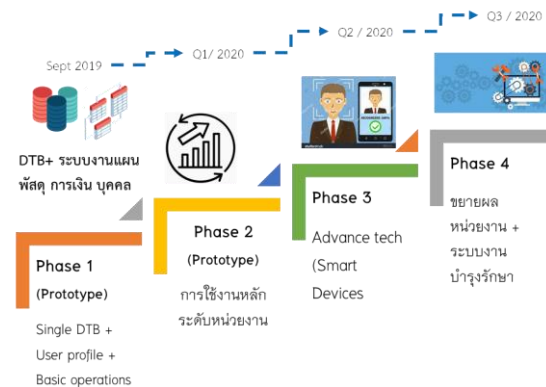 Sept 2019
Q1/ 2020
Q2 / 2020
Q3 / 2020
DTB+ ระบบงานแผน
พัสดุ การเงิน บุคคล
Phase 1
(Prototype)
Single DTB +
User profile +
Basic operations
Phase 2
(Prototype)
การใช้งานหลัก
ระดับหน่วยงาน
Phase 3
Advance tech
(Smart
Devices
Phase 4
ขยายผล
หน่วยงาน +
ระบบงาน
บำรุงรักษา